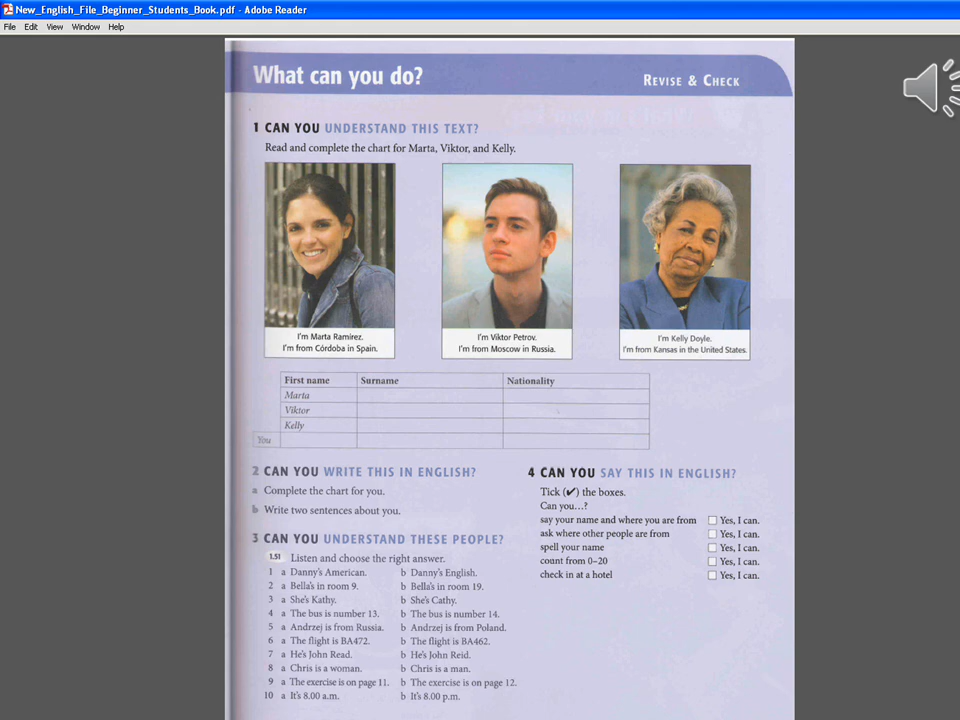 New_English_File_Beginner_Students_Book.pdf - Adobe Reader
File Edit View Window Help
What can you do?
REVISE & CHECK
1 CAN YOU UNDERSTAND THIS TEXT?
Read and complete the chart for Marta, Viktor, and Kelly.
I'm Marta Ramirez.
I'm from Córdoba in Spain.
I'm Viktor Petrov.
I'm from Moscow in Russia.
I'm Kelly Doyle.
I'm from Kansas in the United States.
First name Surname Nationality
Marta
Viktor
Kelly
You
2 CAN YOU WRITE THIS IN ENGLISH?
a Complete the chart for you.
b Write two sentences about you.
3 CAN YOU UNDERSTAND THESE PEOPLE?
1.51 Listen and choose the right answer.
1 a Danny's American. b Danny's English.
2 a Bella's in room 9. b Bella's in room 19.
3 a She's Kathy. b She's Cathy.
4 a The bus is number 13. b The bus is number 14.
5 a Andrzej is from Russia. b Andrzej is from Poland.
6 a The flight is BA472. b The flight is BA462.
7 a He's John Read. b He's John Reid.
8 a Chris is a woman. b Chris is a man.
9 a The exercise is on page 11. b The exercise is on page 12.
10 a It's 8.00 a.m. b It's 8.00 p.m.
4 CAN YOU SAY THIS IN ENGLISH?
Tick (✔) the boxes.
Can you...?
say your name and where you are from Yes, I can.
ask where other people are from Yes, I can.
spell your name Yes, I can.
count from 0–20 Yes, I can.
check in at a hotel Yes, I can.